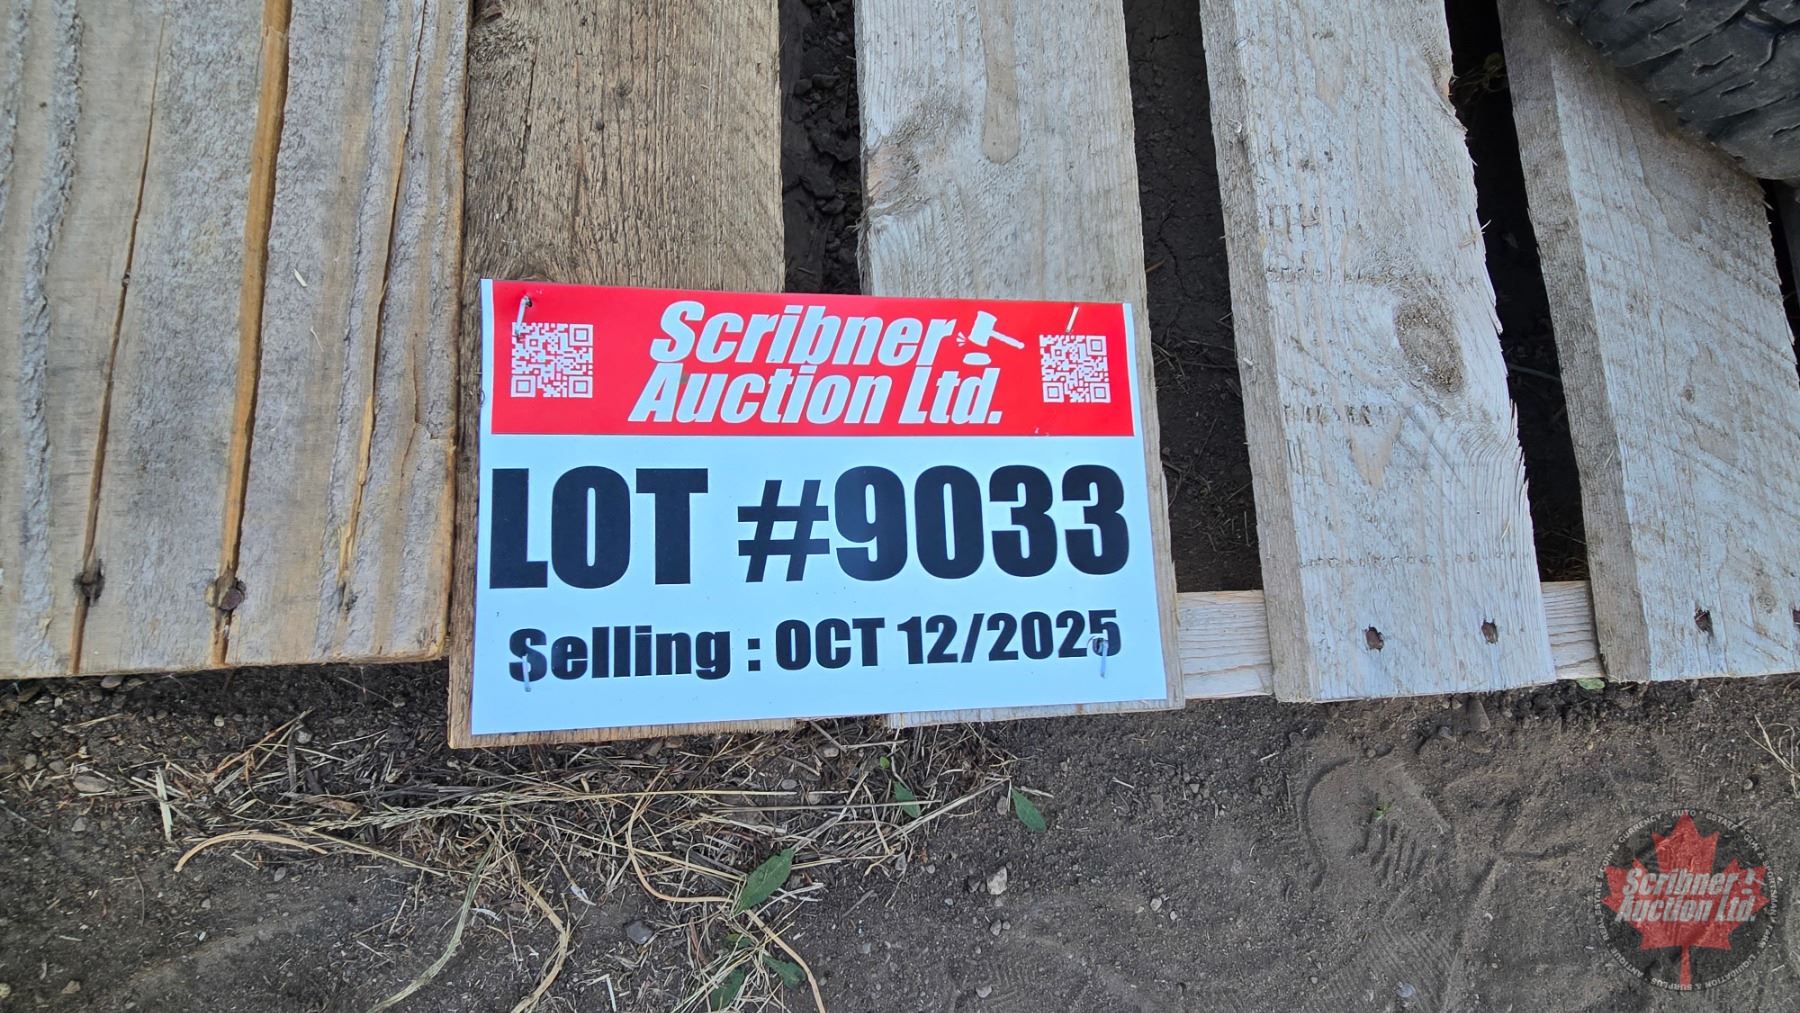 Scribner
Auction Ltd.
LOT #9033
Selling : OCT 12/2025
Scribner
Auction Ltd.